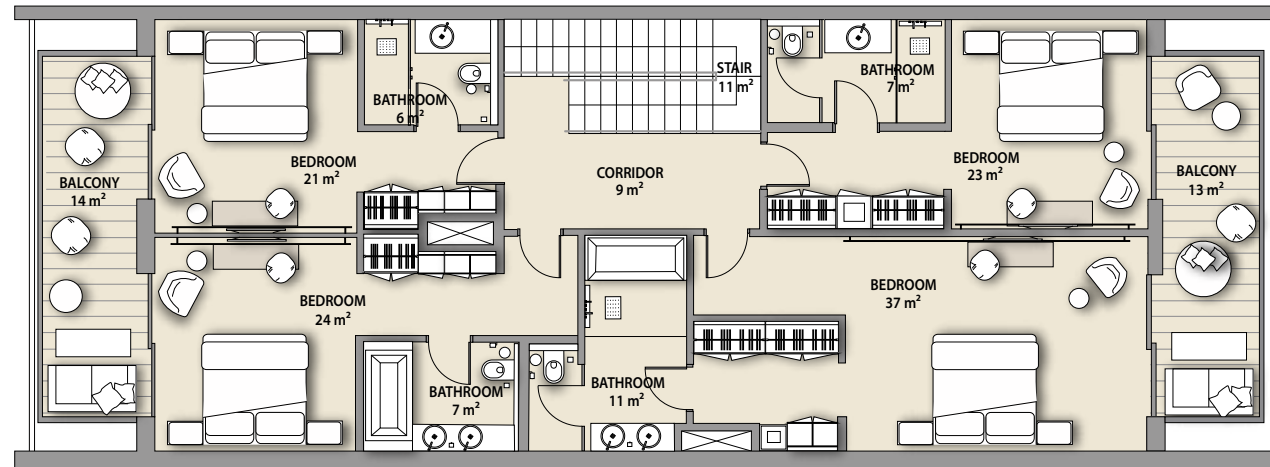 STAIR
11 m²
BATHROOM
7 m²
BATHROOM
6 m²
BEDROOM
21 m²
CORRIDOR
9 m²
BEDROOM
23 m²
BALCONY
14 m²
BALCONY
13 m²
BEDROOM
24 m²
BEDROOM
37 m²
BATHROOM
7 m²
BATHROOM
11 m²